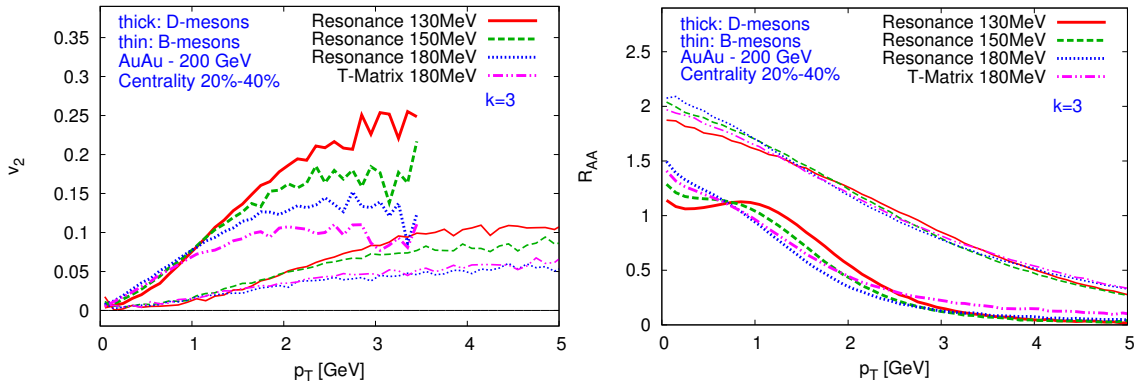 0.35
0.3
0.25
0.2
0.15
0.1
0.05
0
v2
thick: D-mesons
thin: B-mesons
AuAu - 200 GeV
Centrality 20%-40%
Resonance 130MeV
Resonance 150MeV
Resonance 180MeV
T-Matrix 180MeV
k=3
0 1 2 3 4 5
pT [GeV]
2.5
2
1.5
1
0.5
0
RAA
thick: D-mesons
thin: B-mesons
AuAu - 200 GeV
Centrality 20%-40%
Resonance 130MeV
Resonance 150MeV
Resonance 180MeV
T-Matrix 180MeV
k=3
0 1 2 3 4 5
pT [GeV]